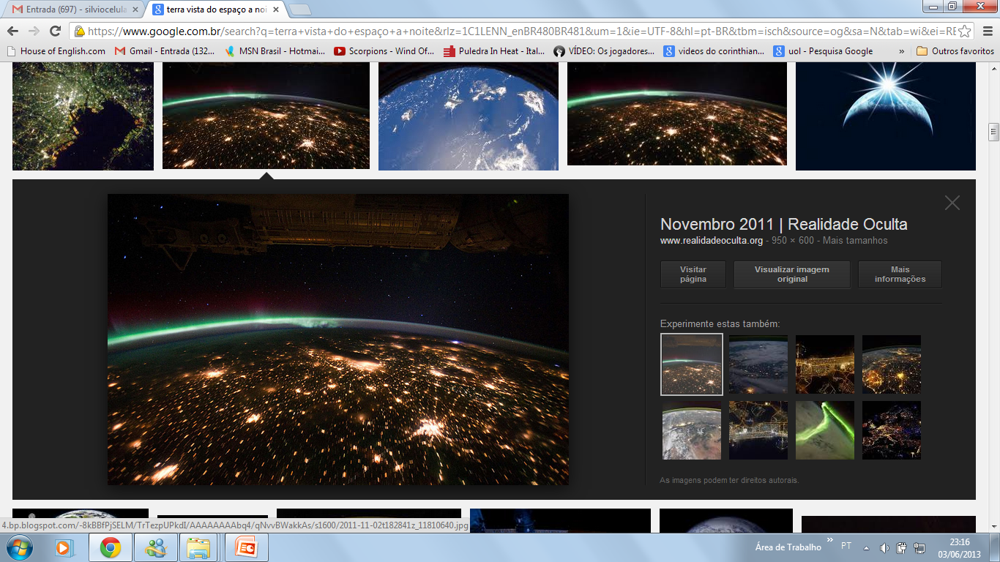 Entrada (697) - silviocelula
terra vista do espaço a noi
https://www.google.com.br/search?q=terra+vista+do+espaço+a+noite&rlz=1C1LENN_enBR480BR481&um=1&ie=UTF-8&hl=pt-BR&tbm=isch&source=og&sa=N&tab=wi&ei=RE
House of English.com
Gmail - Entrada (132...
MSN Brasil - Hotmai...
Scorpions - Wind Of...
Puledra In Heat - Ital...
VÍDEO: Os jogadores...
videos do corinthian...
uol - Pesquisa Google
»
Outros favoritos
Novembro 2011 | Realidade Oculta
www.realidadeoculta.org - 950 × 600 - Mais tamanhos
Visitar
página
Visualizar imagem
original
Mais
informações
Experimente estas também:
As imagens podem ter direitos autorais.
4.bp.blogspot.com/-8kBBfPjSELM/TrTezpUPkdI/AAAAAAAAbq4/qNvvBWakkAs/s1600/2011-11-02t182841z_11810640.jpg
Área de Trabalho
»
PT
23:16
03/06/2013